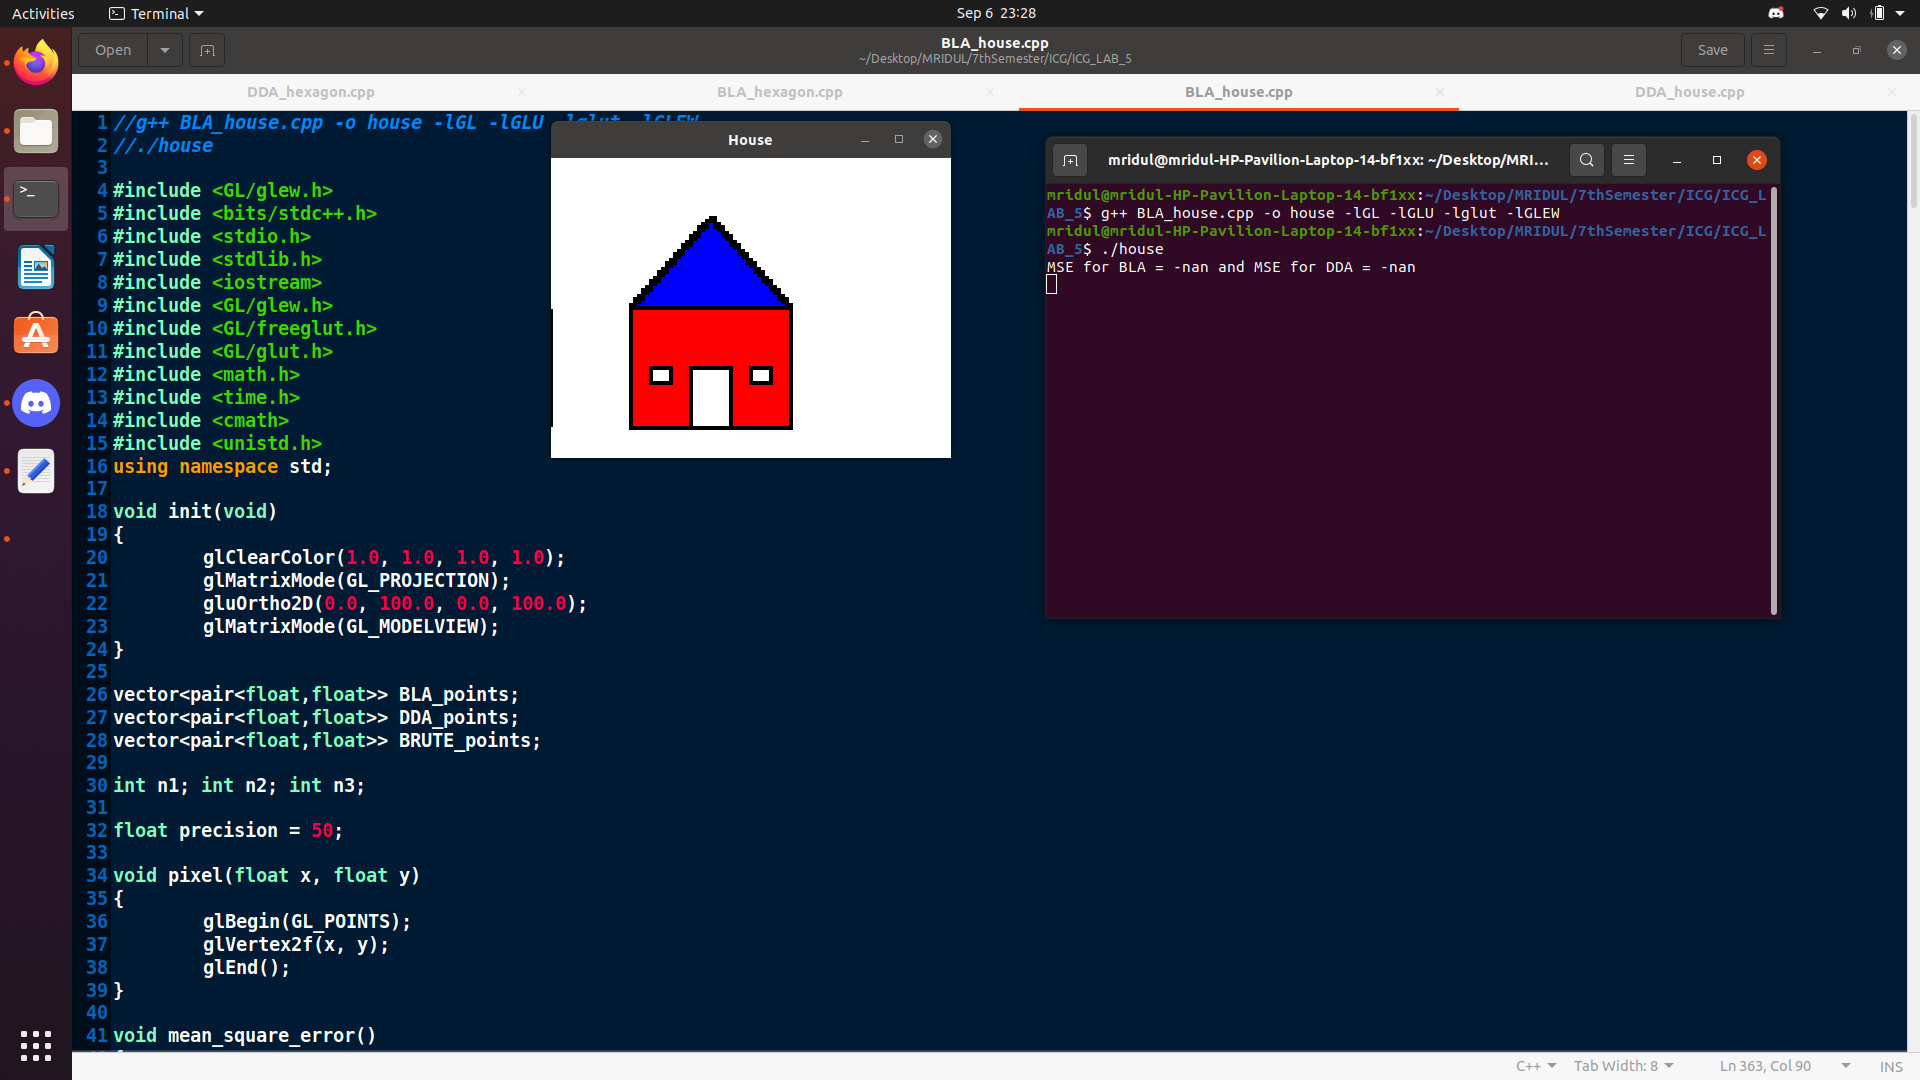 Activities
Terminal
Sep 6 23:28
Open
BLA_house.cpp
~/Desktop/MRIDUL/7thSemester/ICG/ICG_LAB_5
Save
DDA_hexagon.cpp
BLA_hexagon.cpp
BLA_house.cpp
DDA_house.cpp
1 //g++ BLA_house.cpp -o house -lGL -lGLU -lglut -lGLEW
2 //./house
3
4 #include <GL/glew.h>
5 #include <bits/stdc++.h>
6 #include <stdio.h>
7 #include <stdlib.h>
8 #include <iostream>
9 #include <GL/glew.h>
10 #include <GL/freeglut.h>
11 #include <GL/glut.h>
12 #include <math.h>
13 #include <time.h>
14 #include <cmath>
15 #include <unistd.h>
16 using namespace std;
17
18 void init(void)
19 {
20 glClearColor(1.0, 1.0, 1.0, 1.0);
21 glMatrixMode(GL_PROJECTION);
22 gluOrtho2D(0.0, 100.0, 0.0, 100.0);
23 glMatrixMode(GL_MODELVIEW);
24 }
25
26 vector<pair<float,float>> BLA_points;
27 vector<pair<float,float>> DDA_points;
28 vector<pair<float,float>> BRUTE_points;
29
30 int n1; int n2; int n3;
31
32 float precision = 50;
33
34 void pixel(float x, float y)
35 {
36 glBegin(GL_POINTS);
37 glVertex2f(x, y);
38 glEnd();
39 }
40
41 void mean_square_error()
House
mridul@mridul-HP-Pavilion-Laptop-14-bf1xx: ~/Desktop/MRI...
mridul@mridul-HP-Pavilion-Laptop-14-bf1xx:~/Desktop/MRIDUL/7thSemester/ICG/ICG_L
AB_5$ g++ BLA_house.cpp -o house -lGL -lGLU -lglut -lGLEW
mridul@mridul-HP-Pavilion-Laptop-14-bf1xx:~/Desktop/MRIDUL/7thSemester/ICG/ICG_L
AB_5$ ./house
MSE for BLA = -nan and MSE for DDA = -nan
C++
Tab Width: 8
Ln 363, Col 90
INS